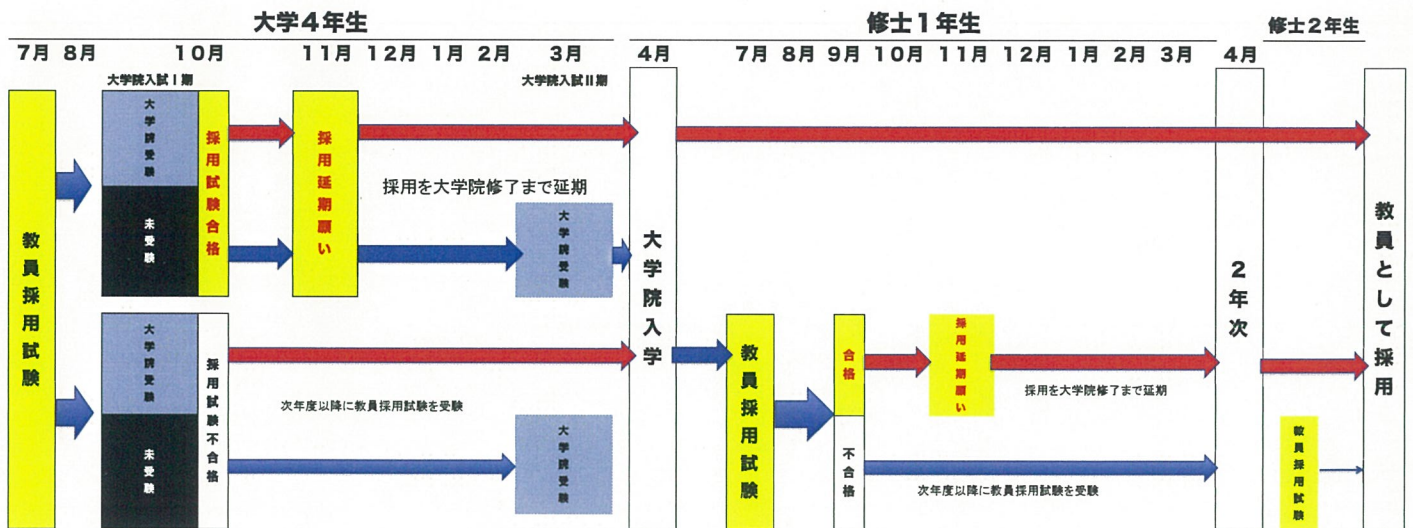 大学4年生
修士1年生
修士2年生
7月 8月 10月 11月 12月 1月 2月 3月 4月 7月 8月 9月 10月 11月 12月 1月 2月 3月 4月
大学院入試Ⅰ期
大学院入試Ⅱ期
教員採用試験
大学院受験
未受験
採用試験合格
採用延期願い
採用を大学院修了まで延期
大学院受験
大学院受験
未受験
採用試験不合格
次年度以降に教員採用試験を受験
大学院受験
大学院入学
教員採用試験
合格
不合格
採用延期願い
採用を大学院修了まで延期
次年度以降に教員採用試験を受験
2年次
教員採用試験
教員として採用